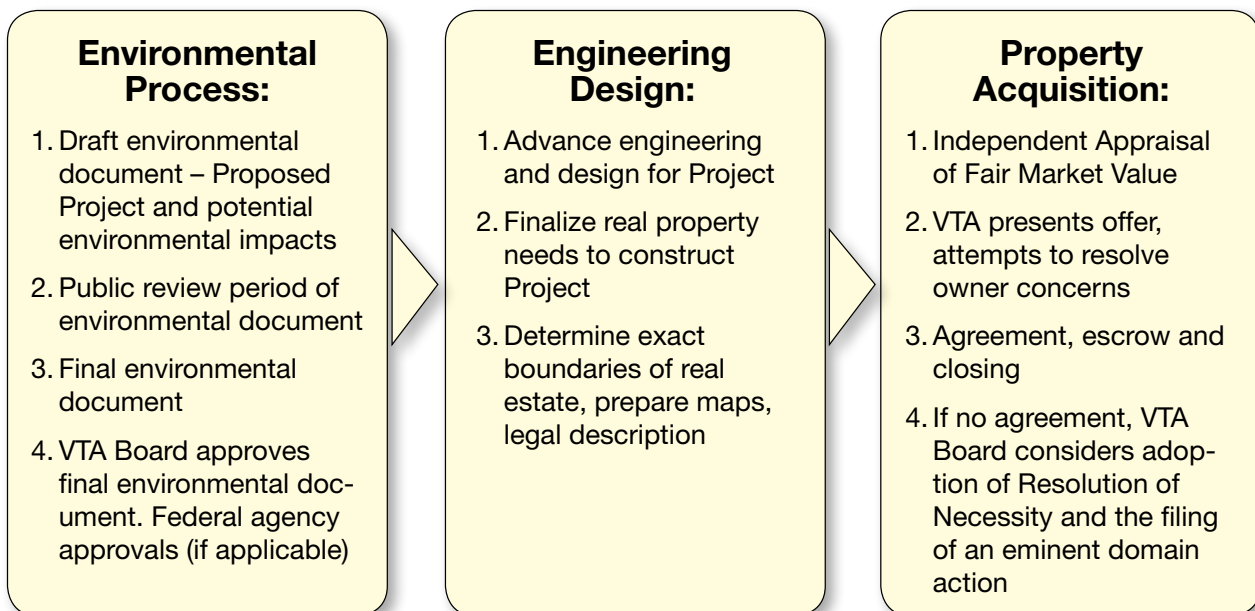 Environmental
Process:
1. Draft environmental
document – Proposed
Project and potential
environmental impacts
2. Public review period of
environmental document
3. Final environmental
document
4. VTA Board approves
final environmental doc-
ument. Federal agency
approvals (if applicable)
Engineering
Design:
1. Advance engineering
and design for Project
2. Finalize real property
needs to construct
Project
3. Determine exact
boundaries of real
estate, prepare maps,
legal description
Property
Acquisition:
1. Independent Appraisal
of Fair Market Value
2. VTA presents offer,
attempts to resolve
owner concerns
3. Agreement, escrow and
closing
4. If no agreement, VTA
Board considers adop-
tion of Resolution of
Necessity and the filing
of an eminent domain
action